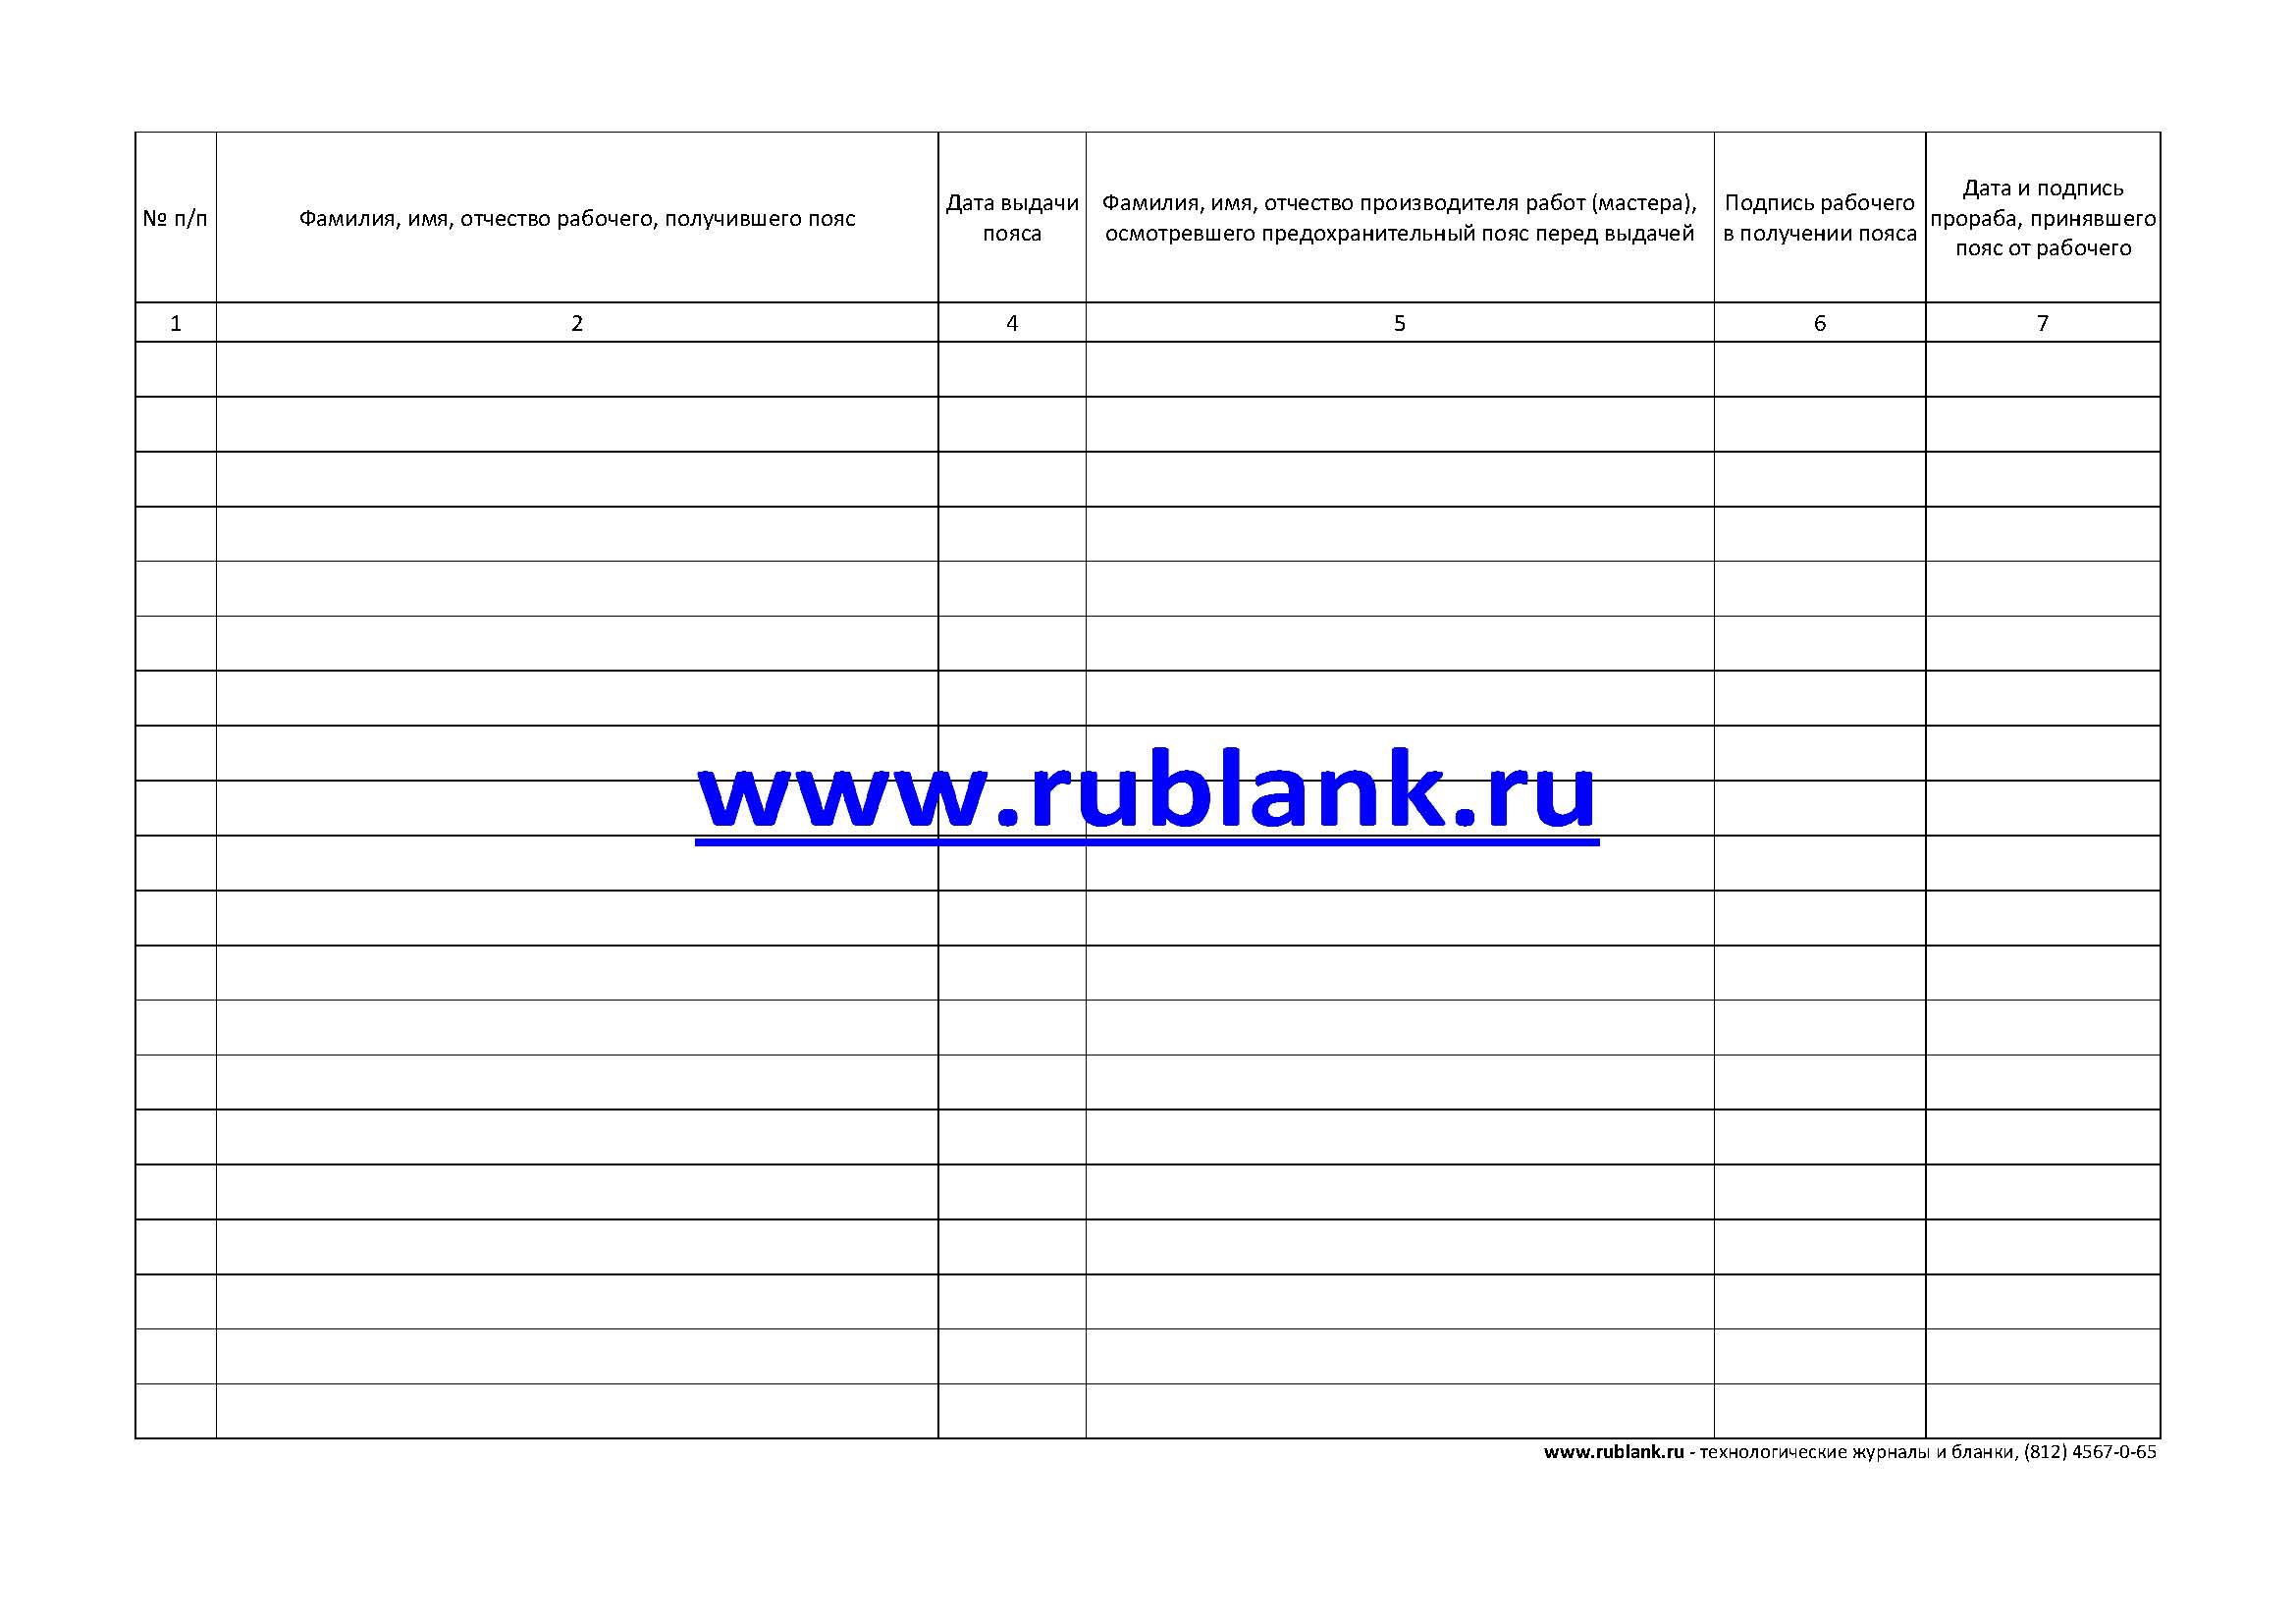 № п/п
Фамилия, имя, отчество рабочего, получившего пояс
Дата выдачи
пояса
Фамилия, имя, отчество производителя работ (мастера),
осмотревшего предохранительный пояс перед выдачей
Подпись рабочего
в получении пояса
Дата и подпись
прораба, принявшего
пояс от рабочего
1 2 4 5 6 7
www.rublank.ru
www.rublank.ru - технологические журналы и бланки, (812) 4567-0-65